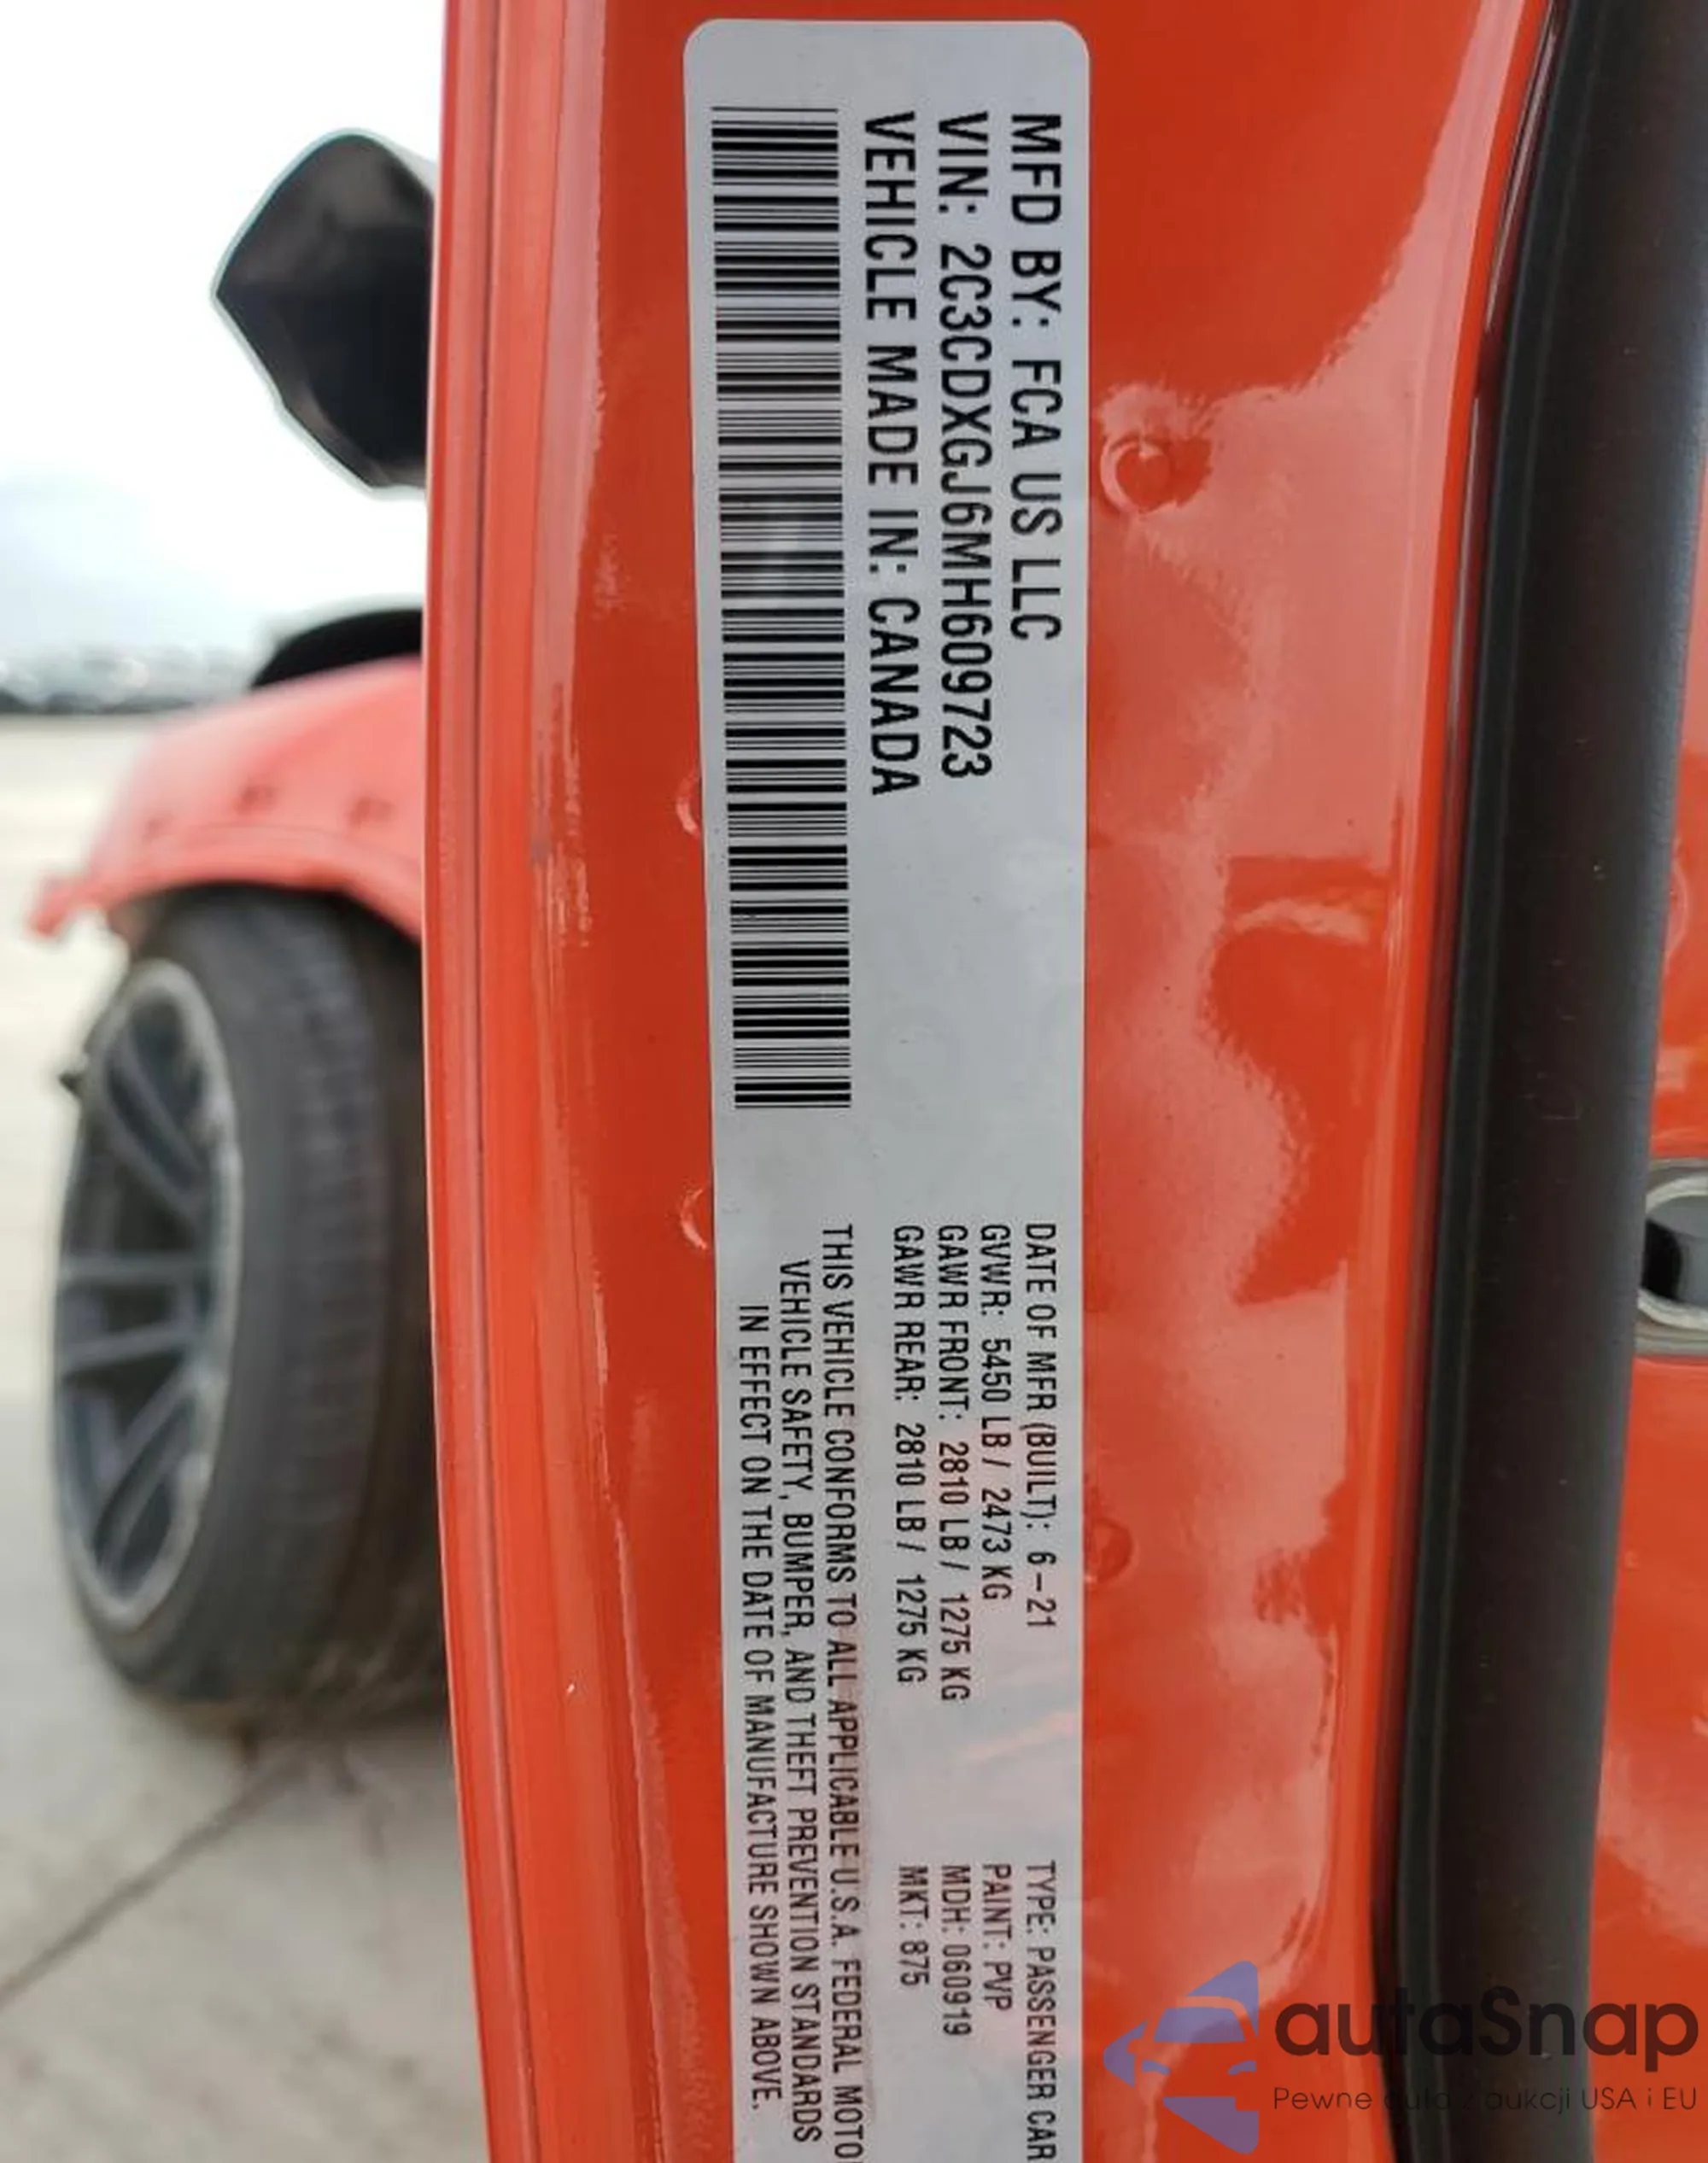 MFD BY: FCA US LLC
VIN: 2C3CDXGJ6MH609723
VEHICLE MADE IN: CANADA
DATE OF MFR (BUILT): 6-21
GVWR: 5450 LB / 2473 KG
GAWR FRONT: 2810 LB / 1275 KG
GAWR REAR: 2810 LB / 1275 KG
TYPE: PASSENGER CAR
PAINT: PVP
MDH: 060919
MKT: 875
THIS VEHICLE CONFORMS TO ALL APPLICABLE U.S.A. FEDERAL MOTO
VEHICLE SAFETY, BUMPER, AND THEFT PREVENTION STANDARDS
IN EFFECT ON THE DATE OF MANUFACTURE SHOWN ABOVE.
autaSnap
Pewne auta z aukcji USA i EU